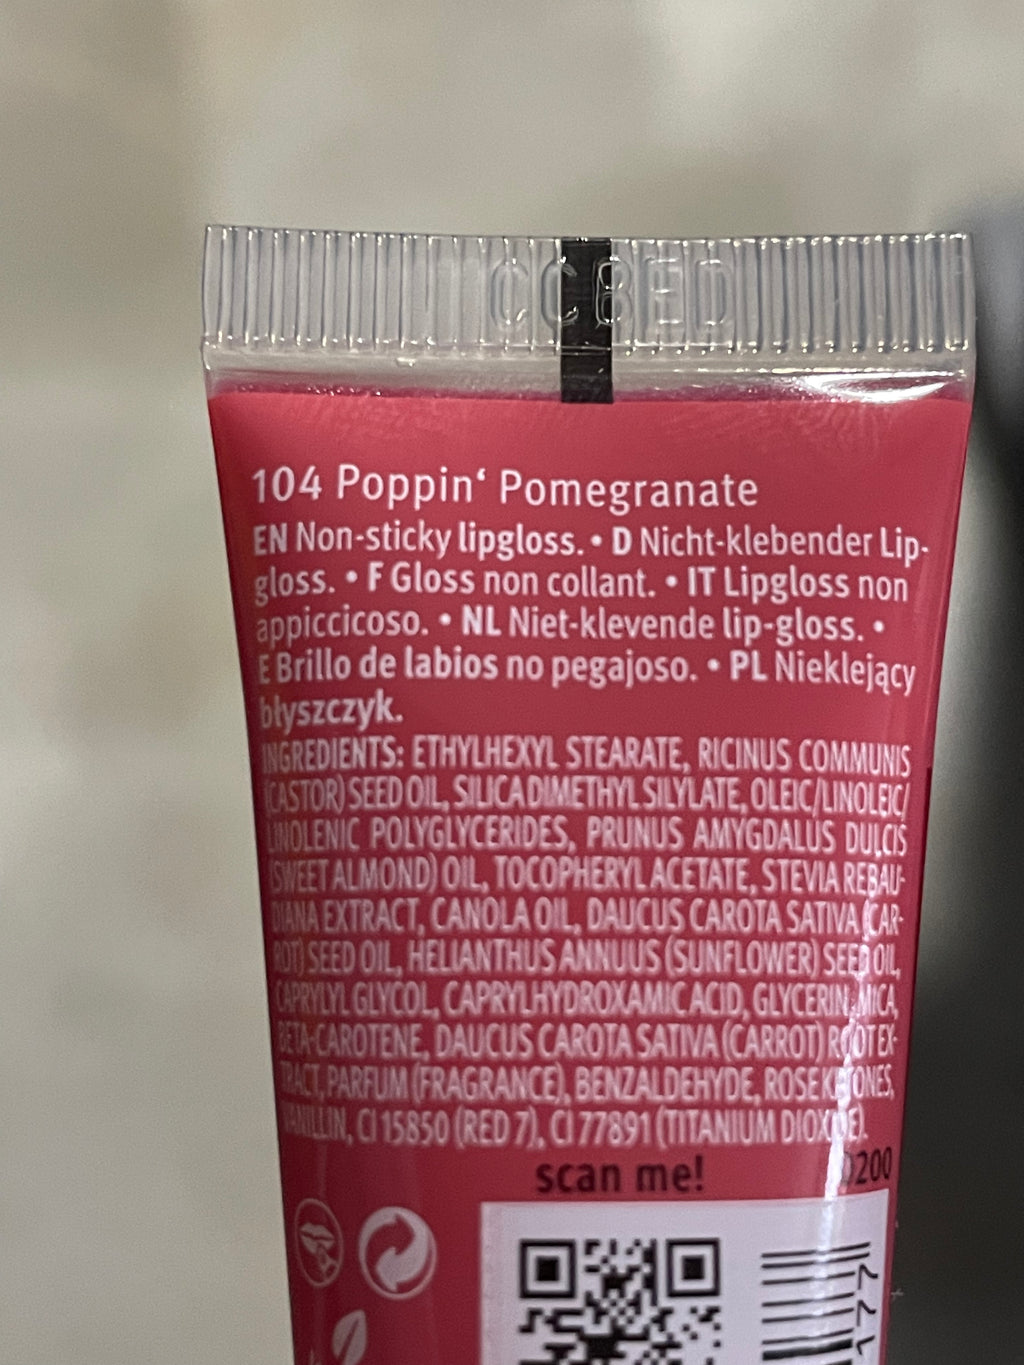 CCBED
104 Poppin‘ Pomegranate
EN Non-sticky lipgloss. • D Nicht-klebender Lip-
gloss. • F Gloss non collant. • IT Lipgloss non
appiccicoso. • NL Niet-klevende lip-gloss. •
E Brillo de labios no pegajoso. • PL Nieklejący
błyszczyk.
INGREDIENTS: ETHYLHEXYL STEARATE, RICINUS COMMUNIS
(CASTOR) SEED OIL, SILICA DIMETHYL SILYLATE, OLEIC/LINOLEIC/
LINOLENIC POLYGLYCERIDES, PRUNUS AMYGDALUS DULCIS
(SWEET ALMOND) OIL, TOCOPHERYL ACETATE, STEVIA REBAU-
DIANA EXTRACT, CANOLA OIL, DAUCUS CAROTA SATIVA (CAR-
ROT) SEED OIL, HELIANTHUS ANNUUS (SUNFLOWER) SEED OIL,
CAPRYLYL GLYCOL, CAPRYLHYDROXAMIC ACID, GLYCERIN, MICA,
BETA-CAROTENE, DAUCUS CAROTA SATIVA (CARROT) ROOT EX-
TRACT, PARFUM (FRAGRANCE), BENZALDEHYDE, ROSE KETONES,
VANILLIN, CI 15850 (RED 7), CI 77891 (TITANIUM DIOXIDE).
scan me! 0200
177